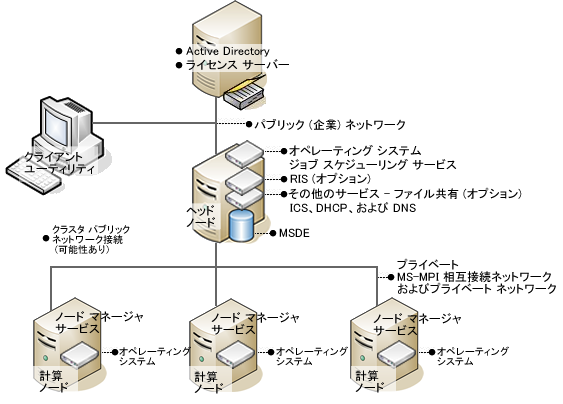 ● Active Directory
● ライセンス サーバー
クライアント
ユーティリティ
● パブリック (企業) ネットワーク
● オペレーティング システム
ジョブ スケジューリング サービス
● RIS (オプション)
● その他のサービス - ファイル共有 (オプション)
ICS、DHCP、および DNS
ヘッド
ノード
● MSDE
● クラスタ パブリック
ネットワーク接続
(可能性あり)
プライベート
● MS-MPI 相互接続ネットワーク
およびプライベート ネットワーク
ノード マネージャ
サービス
● オペレーティング
システム
計算
ノード
ノード マネージャ
サービス
● オペレーティング
システム
計算
ノード
ノード マネージャ
サービス
● オペレーティング
システム
計算
ノード